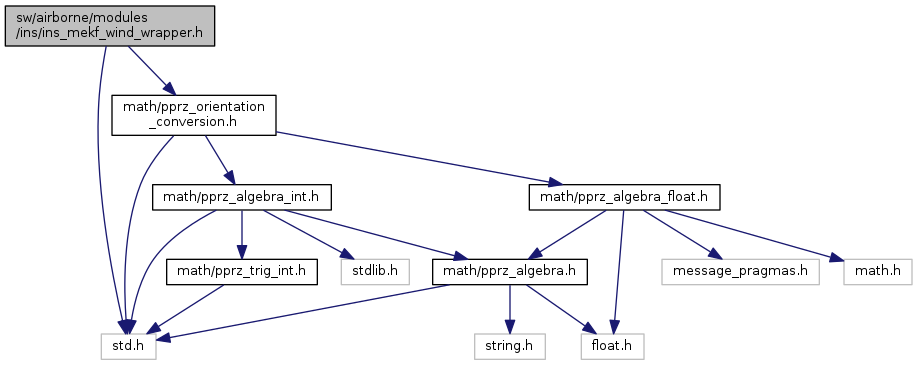 sw/airborne/modules
/ins/ins_mekf_wind_wrapper.h
math/pprz_orientation
_conversion.h
math/pprz_algebra_int.h
math/pprz_algebra_float.h
math/pprz_trig_int.h
stdlib.h
math/pprz_algebra.h
message_pragmas.h
math.h
std.h
string.h
float.h